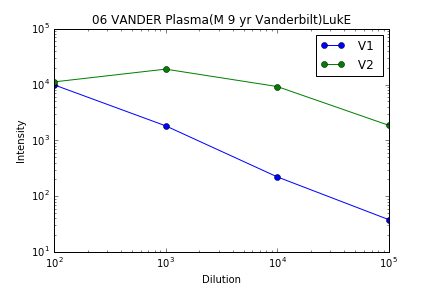 06 VANDER Plasma(M 9 yr Vanderbilt)LukE
V1
V2
10^5
10^4
10^3
10^2
10^1
Intensity
10^2 10^3 10^4 10^5
Dilution